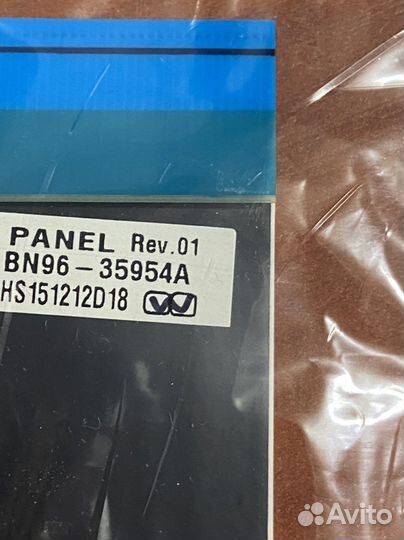 PANEL Rev.01
BN96-35954A
HS151212D18
Avito